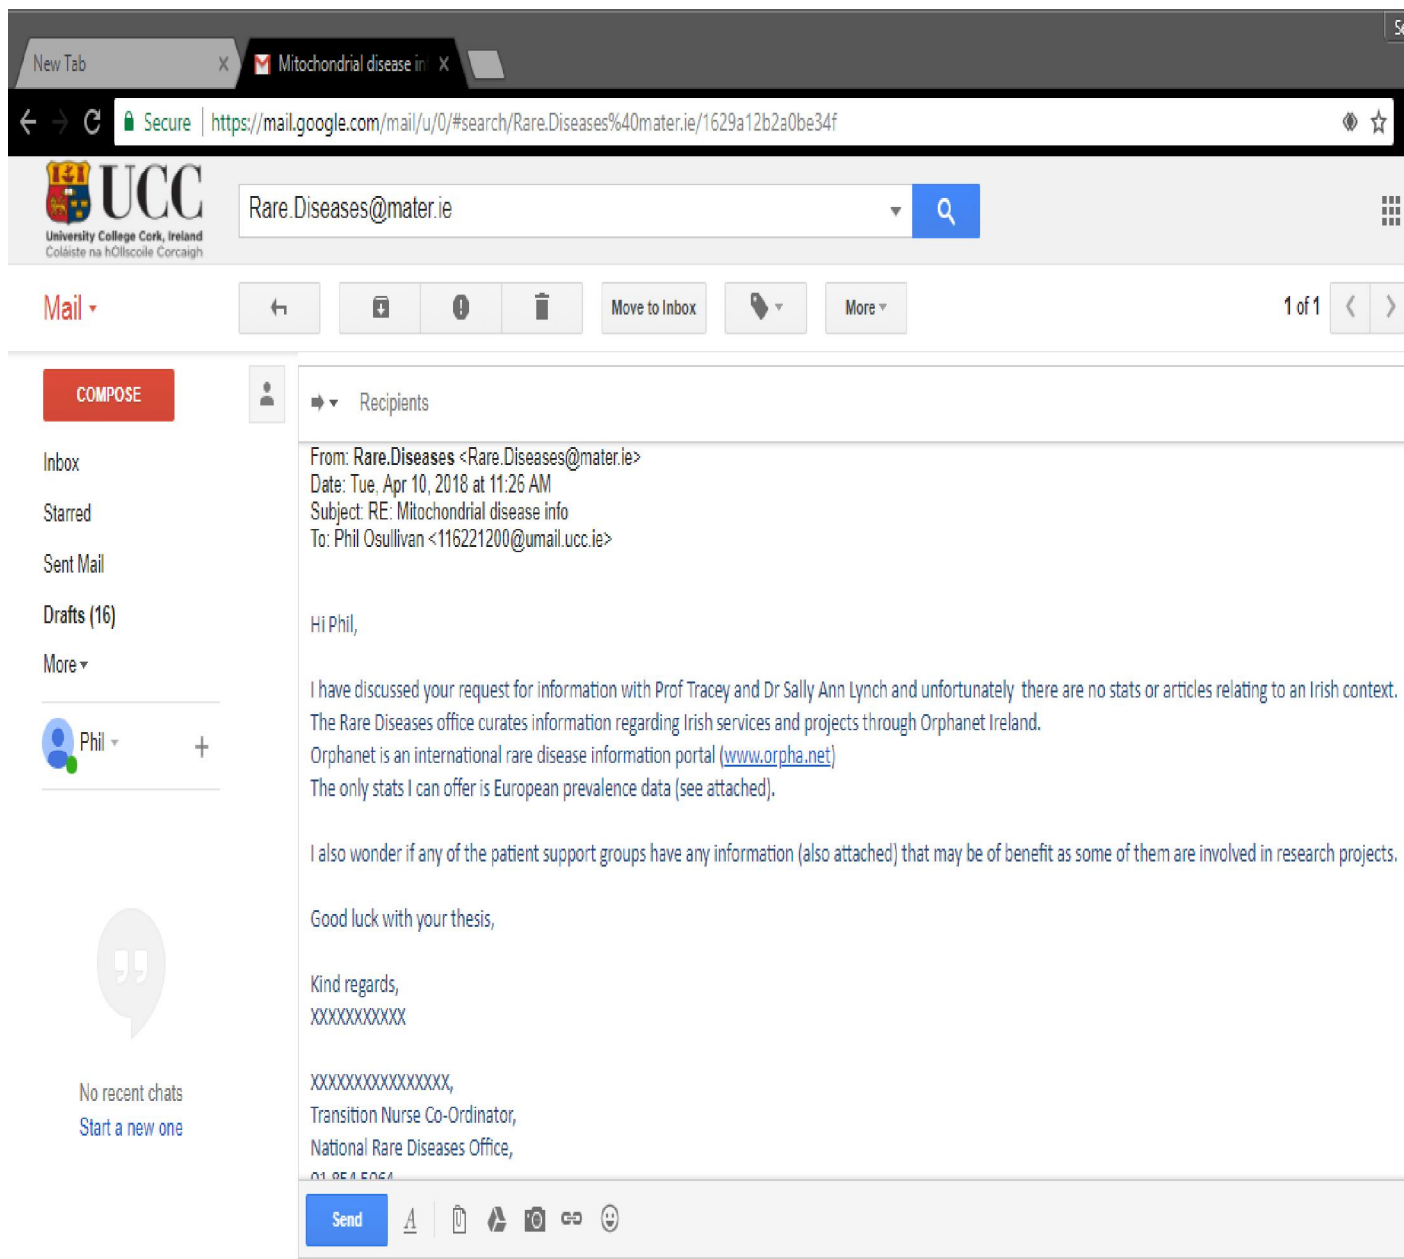 New Tab
Mitochondrial disease in
Secure
https://mail.google.com/mail/u/0/#search/Rare.Diseases%40mater.ie/1629a12b2a0be34f
UCC
University College Cork, Ireland
Coláiste na hOllscoile Corcaigh
Rare.Diseases@mater.ie
Mail
Move to Inbox
More
1 of 1
COMPOSE
Recipients
Inbox
Starred
Sent Mail
Drafts (16)
More
Phil
No recent chats
Start a new one
From: Rare.Diseases <Rare.Diseases@mater.ie>
Date: Tue, Apr 10, 2018 at 11:26 AM
Subject: RE: Mitochondrial disease info
To: Phil Osullivan <116221200@umail.ucc.ie>
Hi Phil,
I have discussed your request for information with Prof Tracey and Dr Sally Ann Lynch and unfortunately there are no stats or articles relating to an Irish context.
The Rare Diseases office curates information regarding Irish services and projects through Orphanet Ireland.
Orphanet is an international rare disease information portal (www.orpha.net)
The only stats I can offer is European prevalence data (see attached).
I also wonder if any of the patient support groups have any information (also attached) that may be of benefit as some of them are involved in research projects.
Good luck with your thesis,
Kind regards,
XXXXXXXXXXX
XXXXXXXXXXXXXXXX,
Transition Nurse Co-Ordinator,
National Rare Diseases Office,
Send